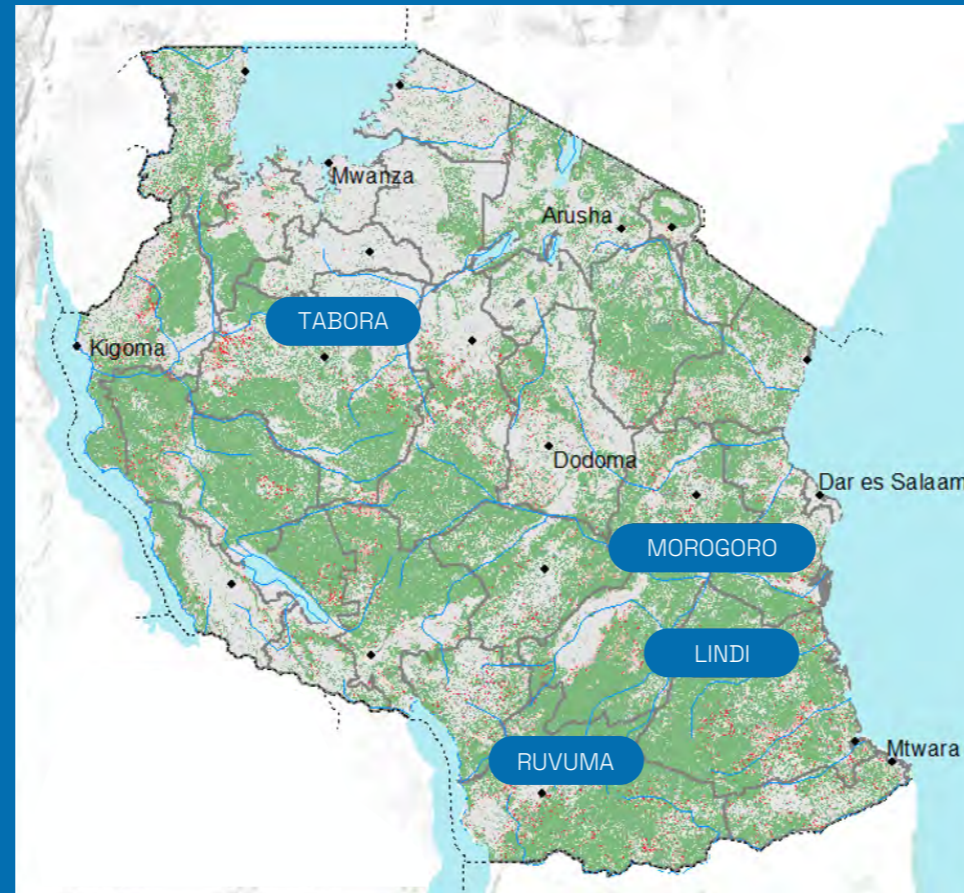 Mwanza
Arusha
TABORA
Kigoma
Dodoma
Dar es Salaam
MOROGORO
LINDI
Mtwara
RUVUMA